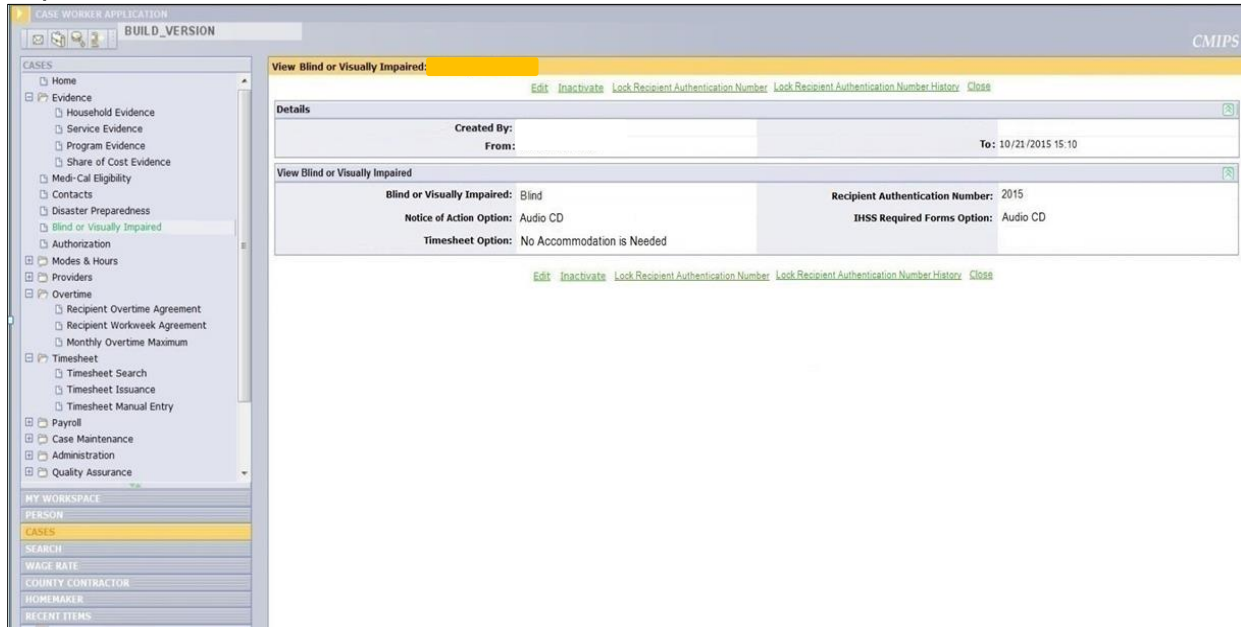 CASE WORKER APPLICATION
BUILD_VERSION
CMIPS
CASES
Home
Evidence
Household Evidence
Service Evidence
Program Evidence
Share of Cost Evidence
Medi-Cal Eligibility
Contacts
Disaster Preparedness
Blind or Visually Impaired
Authorization
Modes & Hours
Providers
Overtime
Recipient Overtime Agreement
Recipient Workweek Agreement
Monthly Overtime Maximum
Timesheet
Timesheet Search
Timesheet Issuance
Timesheet Manual Entry
Payroll
Case Maintenance
Administration
Quality Assurance
MY WORKSPACE
PERSON
CASES
SEARCH
WAGE RATE
COUNTY CONTRACTOR
HOMEMAKER
RECENT ITEMS
View Blind or Visually Impaired:
Edit Inactivate Lock Recipient Authentication Number Lock Recipient Authentication Number History Close
Details
Created By:
From: To: 10/21/2015 15:10
View Blind or Visually Impaired
Blind or Visually Impaired: Blind Recipient Authentication Number: 2015
Notice of Action Option: Audio CD IHSS Required Forms Option: Audio CD
Timesheet Option: No Accommodation is Needed
Edit Inactivate Lock Recipient Authentication Number Lock Recipient Authentication Number History Close